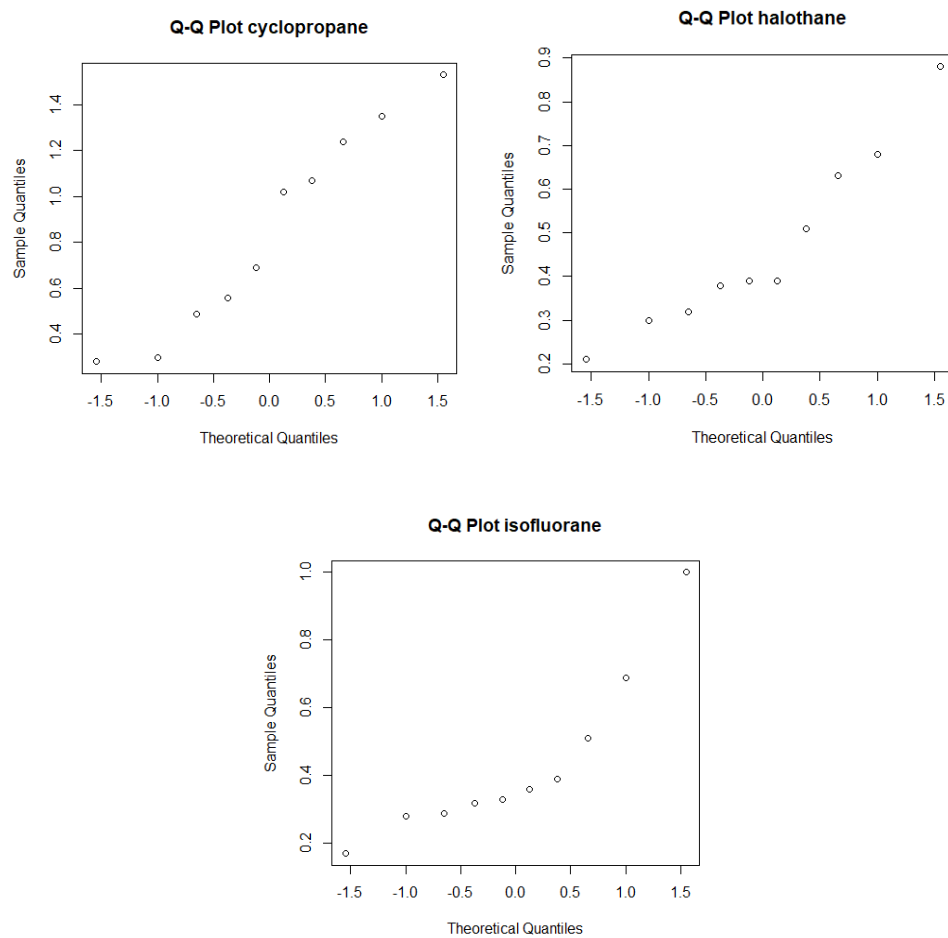 Q-Q Plot cyclopropane
Sample Quantiles
1.4
1.2
1.0
0.8
0.6
0.4
-1.5 -1.0 -0.5 0.0 0.5 1.0 1.5
Theoretical Quantiles
Q-Q Plot halothane
Sample Quantiles
0.9
0.8
0.7
0.6
0.5
0.4
0.3
0.2
-1.5 -1.0 -0.5 0.0 0.5 1.0 1.5
Theoretical Quantiles
Q-Q Plot isofluorane
Sample Quantiles
1.0
0.8
0.6
0.4
0.2
-1.5 -1.0 -0.5 0.0 0.5 1.0 1.5
Theoretical Quantiles